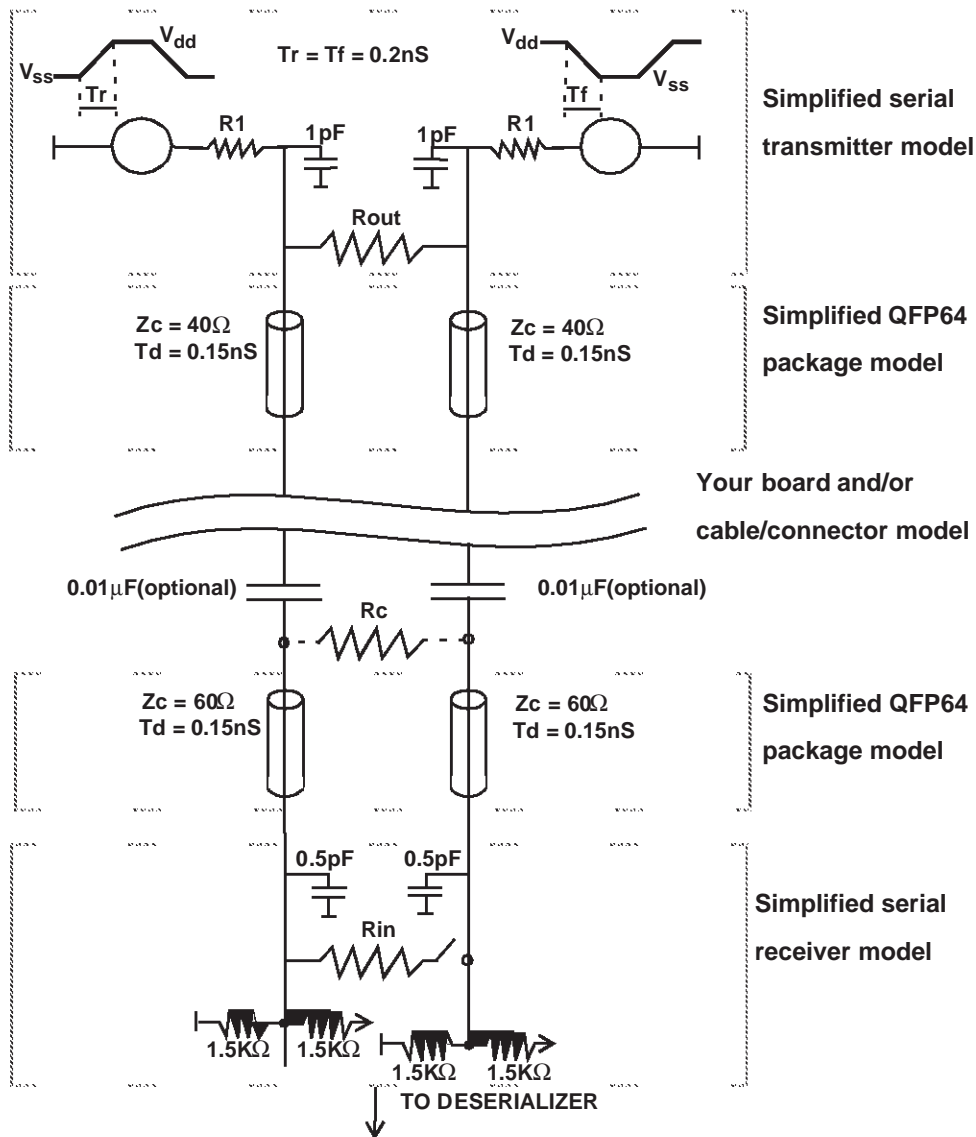 Vdd
Vss
Tr
Tr = Tf = 0.2nS
Vdd
Vss
Tf
R1
1pF
1pF
R1
Rout
Simplified serial
transmitter model
Zc = 40Ω
Td = 0.15nS
Zc = 40Ω
Td = 0.15nS
Simplified QFP64
package model
Your board and/or
cable/connector model
0.01µF(optional)
0.01µF(optional)
Rc
Zc = 60Ω
Td = 0.15nS
Zc = 60Ω
Td = 0.15nS
Simplified QFP64
package model
0.5pF
0.5pF
Rin
Simplified serial
receiver model
1.5KΩ
1.5KΩ
1.5KΩ
1.5KΩ
TO DESERIALIZER